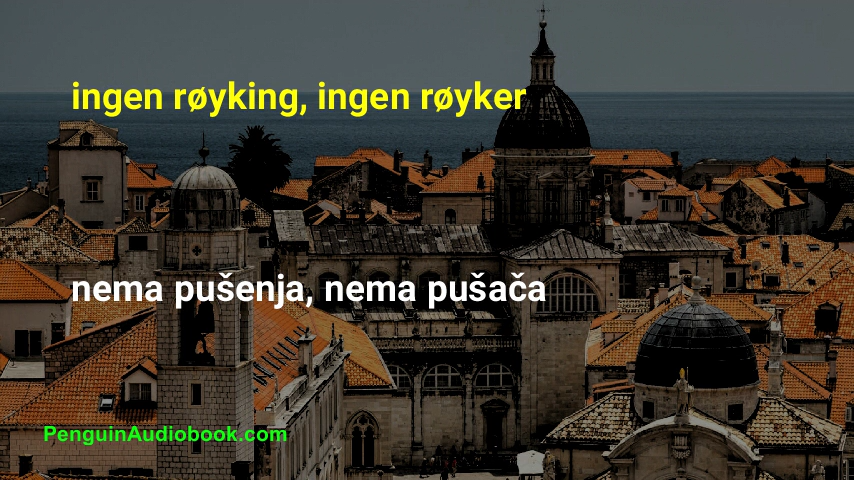 ingen røyking, ingen røyker
nema pušenja, nema pušača
PenguinAudiobook.com